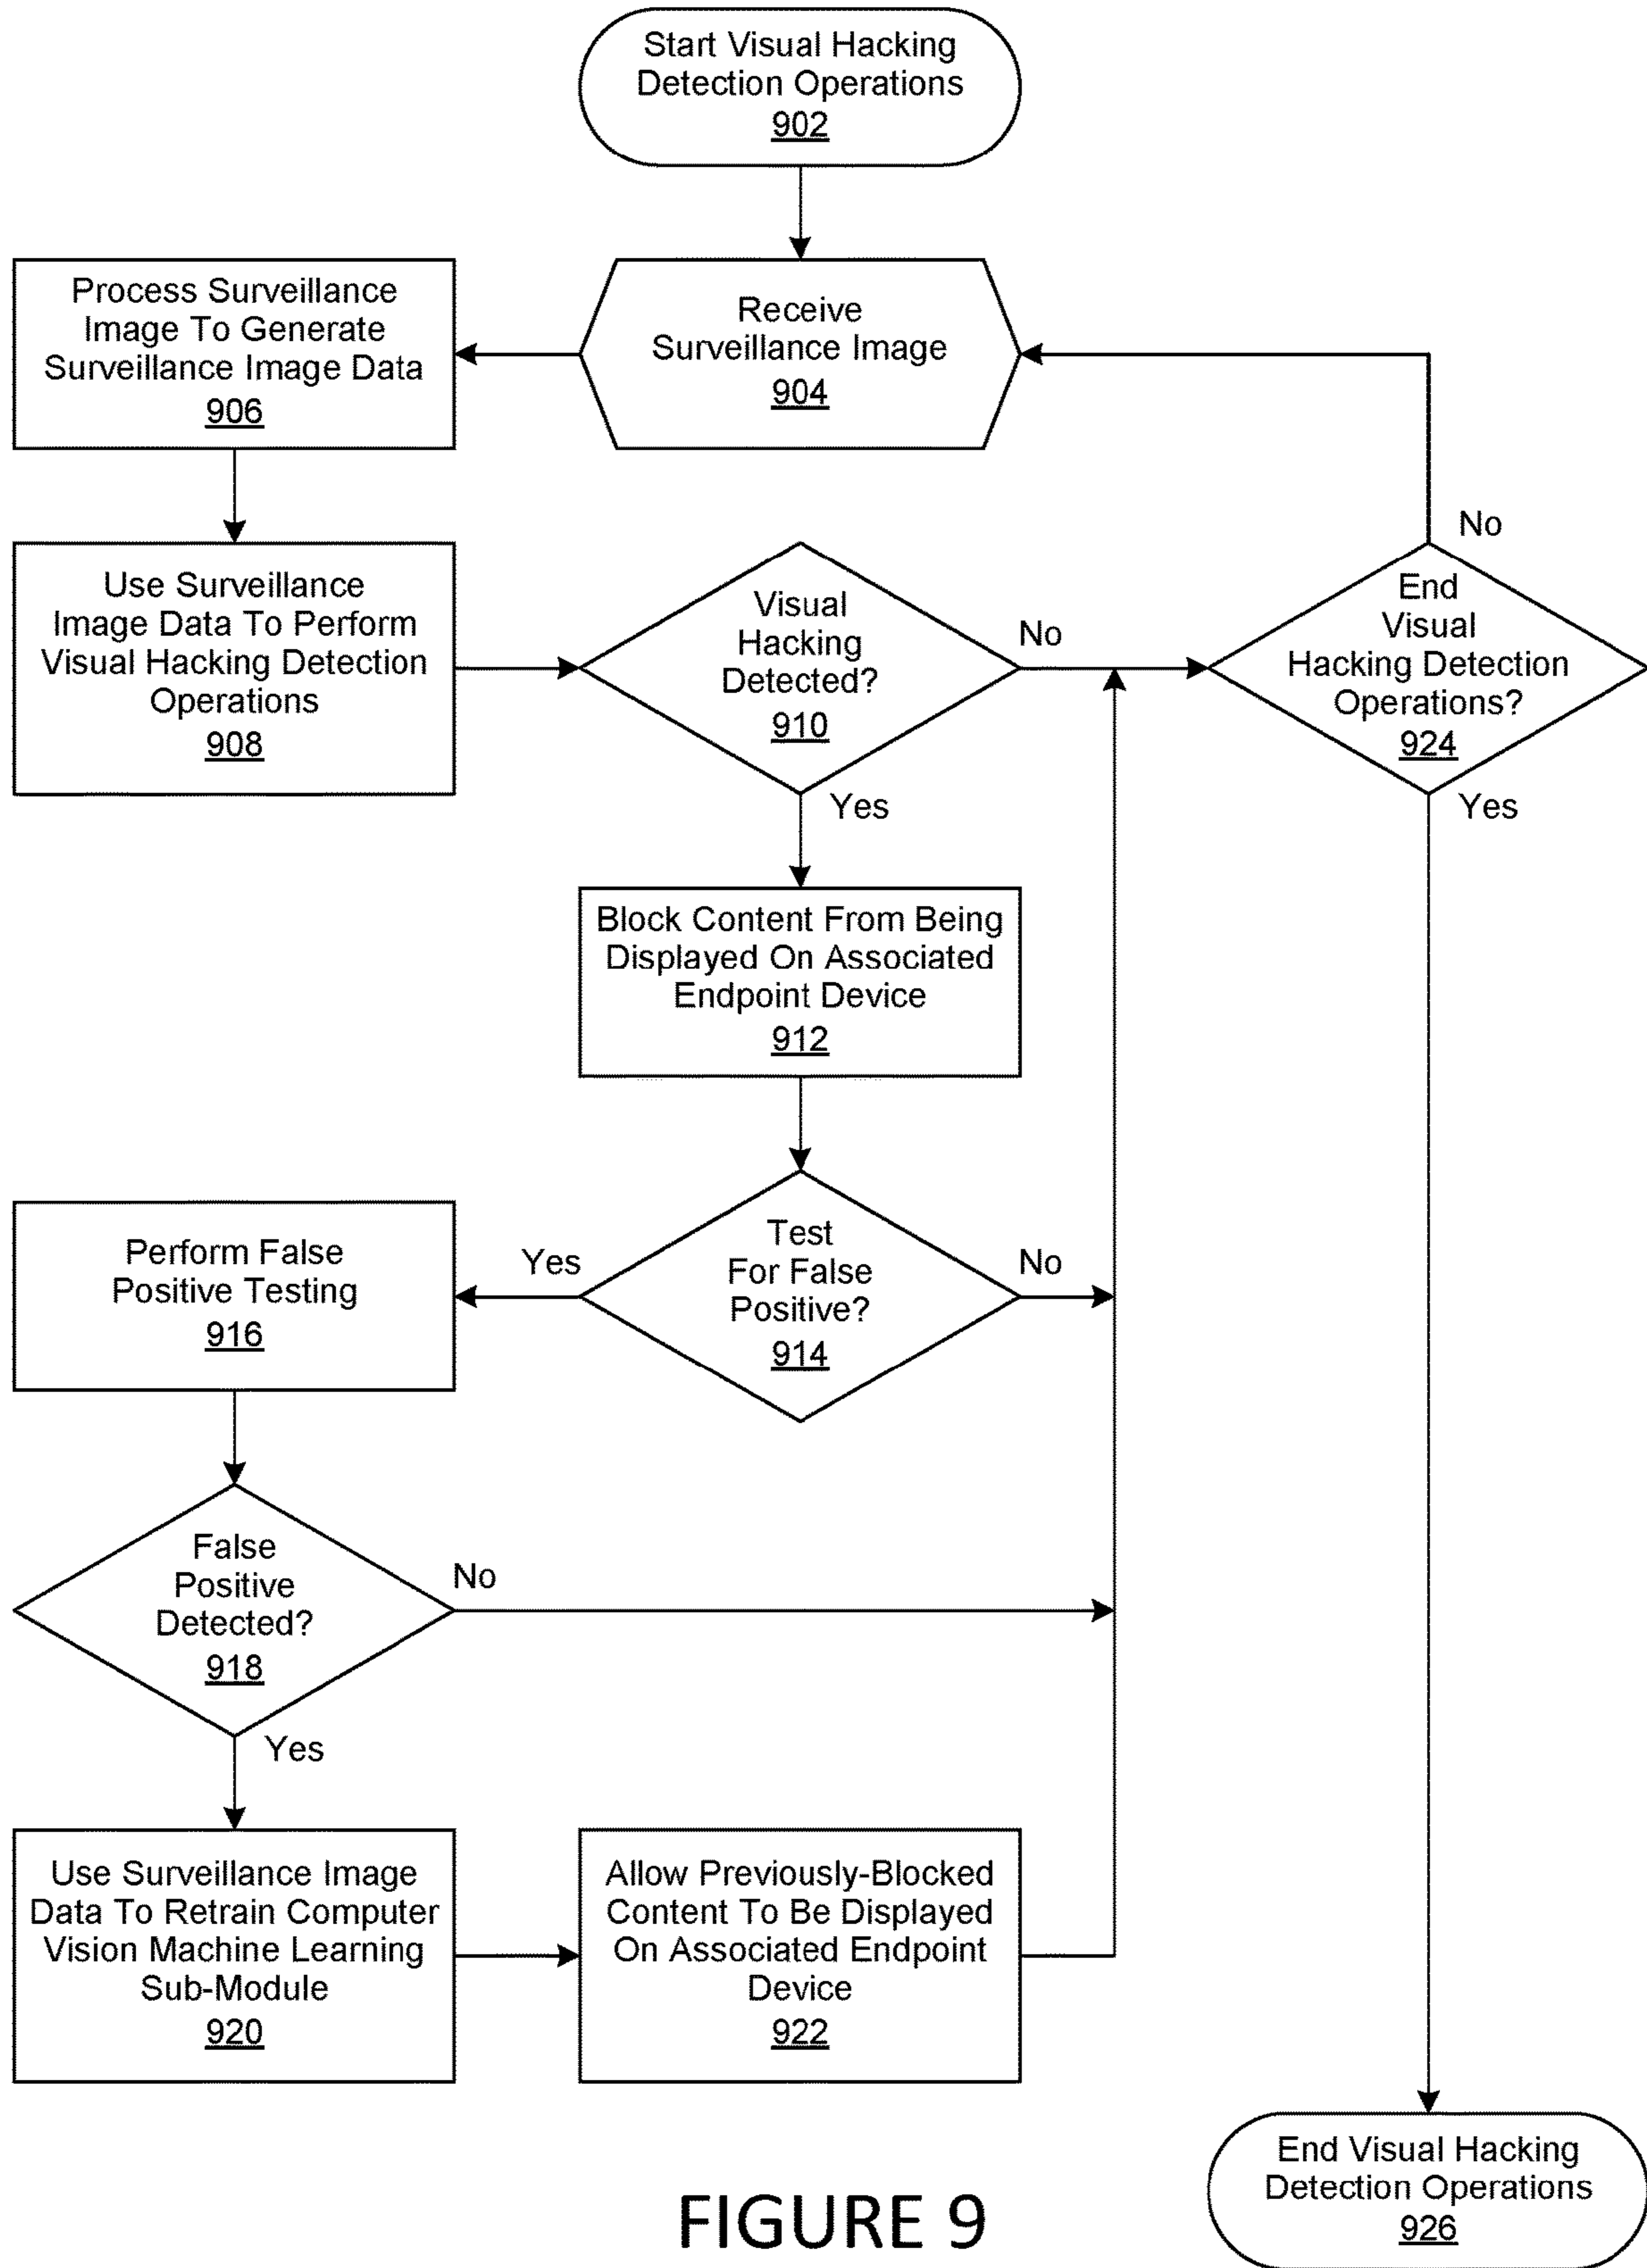 Start Visual Hacking
Detection Operations
902
Process Surveillance
Image To Generate
Surveillance Image Data
906
Receive
Surveillance Image
904
No
Use Surveillance
Image Data To Perform
Visual Hacking Detection
Operations
908
Visual
Hacking
Detected?
910
No
End
Visual
Hacking Detection
Operations?
924
Yes
Yes
Block Content From Being
Displayed On Associated
Endpoint Device
912
Perform False
Positive Testing
916
Yes
Test
For False
Positive?
914
No
False
Positive
Detected?
918
No
Yes
Use Surveillance Image
Data To Retrain Computer
Vision Machine Learning
Sub-Module
920
Allow Previously-Blocked
Content To Be Displayed
On Associated Endpoint
Device
922
End Visual Hacking
Detection Operations
926
FIGURE 9